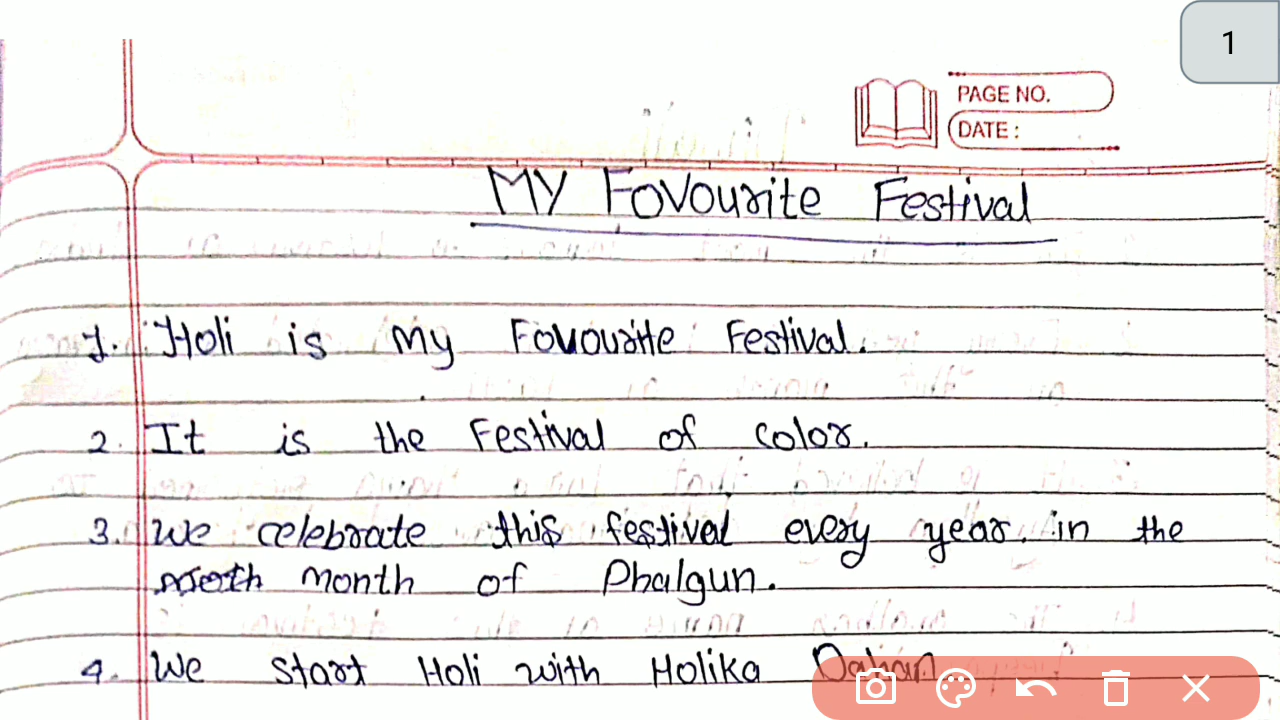 1
PAGE NO.
DATE :
MY Fovourite Festival
1. Holi is my Fovourite Festival.
2. It is the Festival of color.
3. We celebrate this festival every year. in the
month of Phalgun.
4. We start Holi with Holika Dahan.